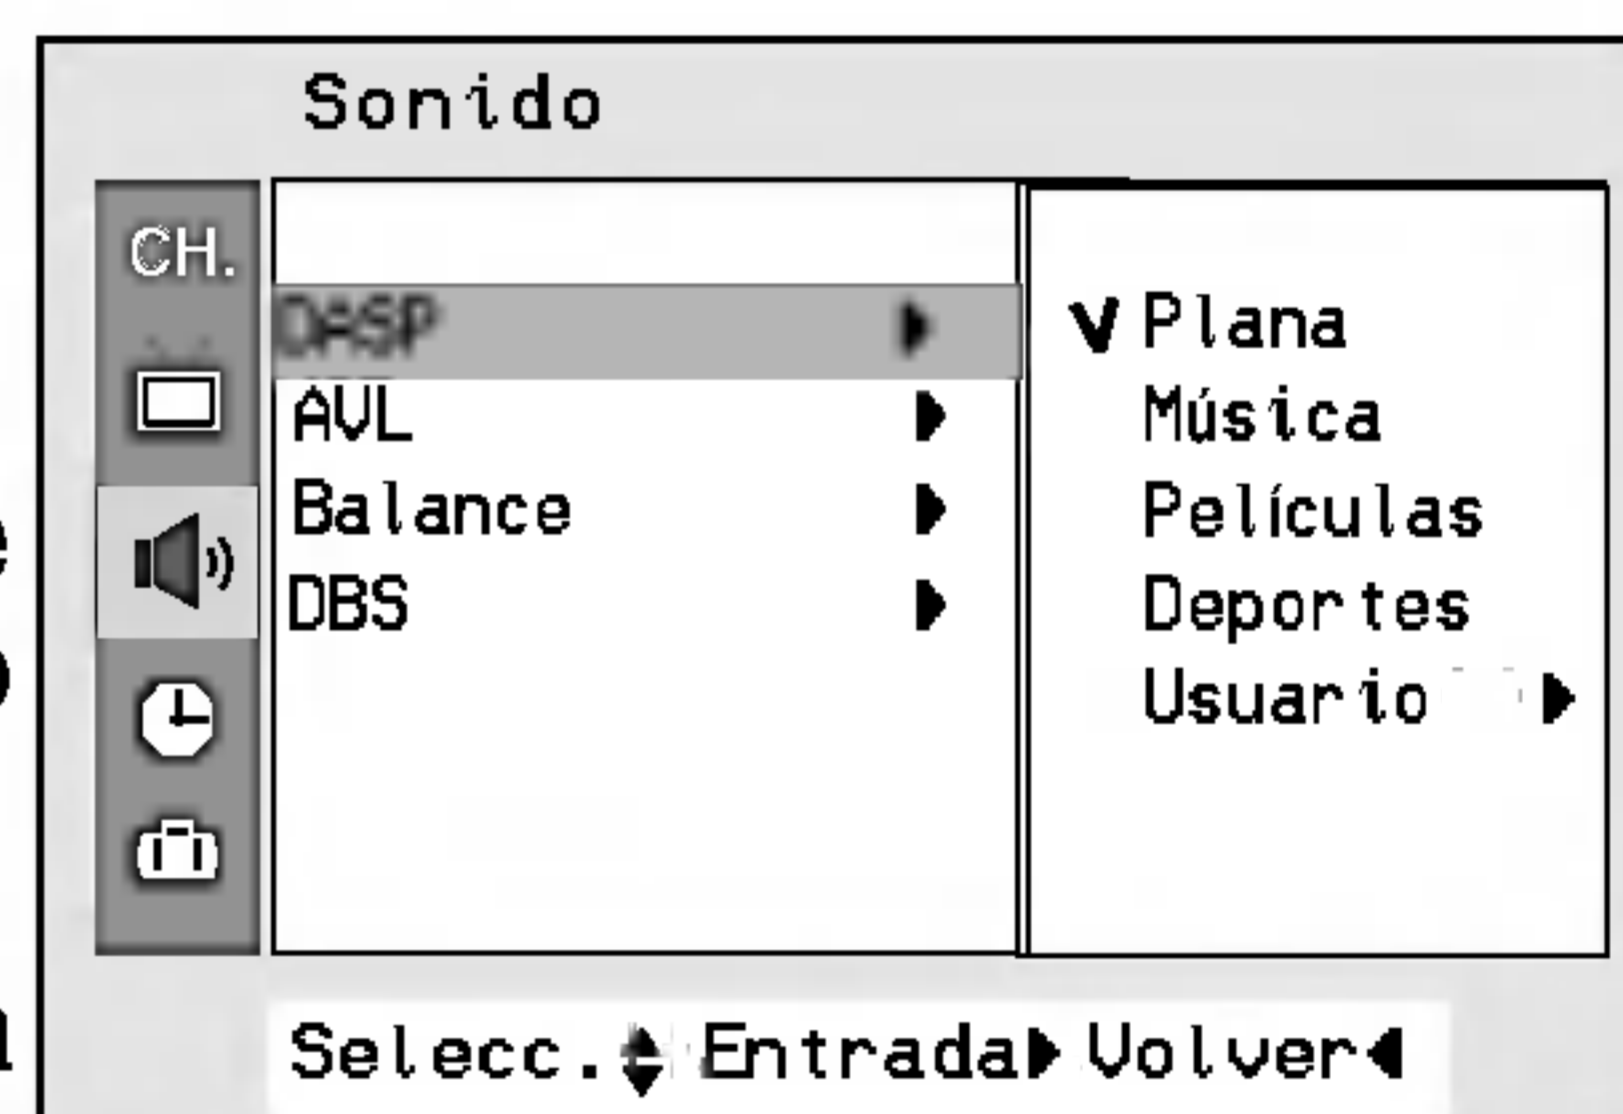 Sonido
CH.
DASP
AVL
Balance
DBS
V Plana
Música
Películas
Deportes
Usuario
Selecc. Entrada Volver